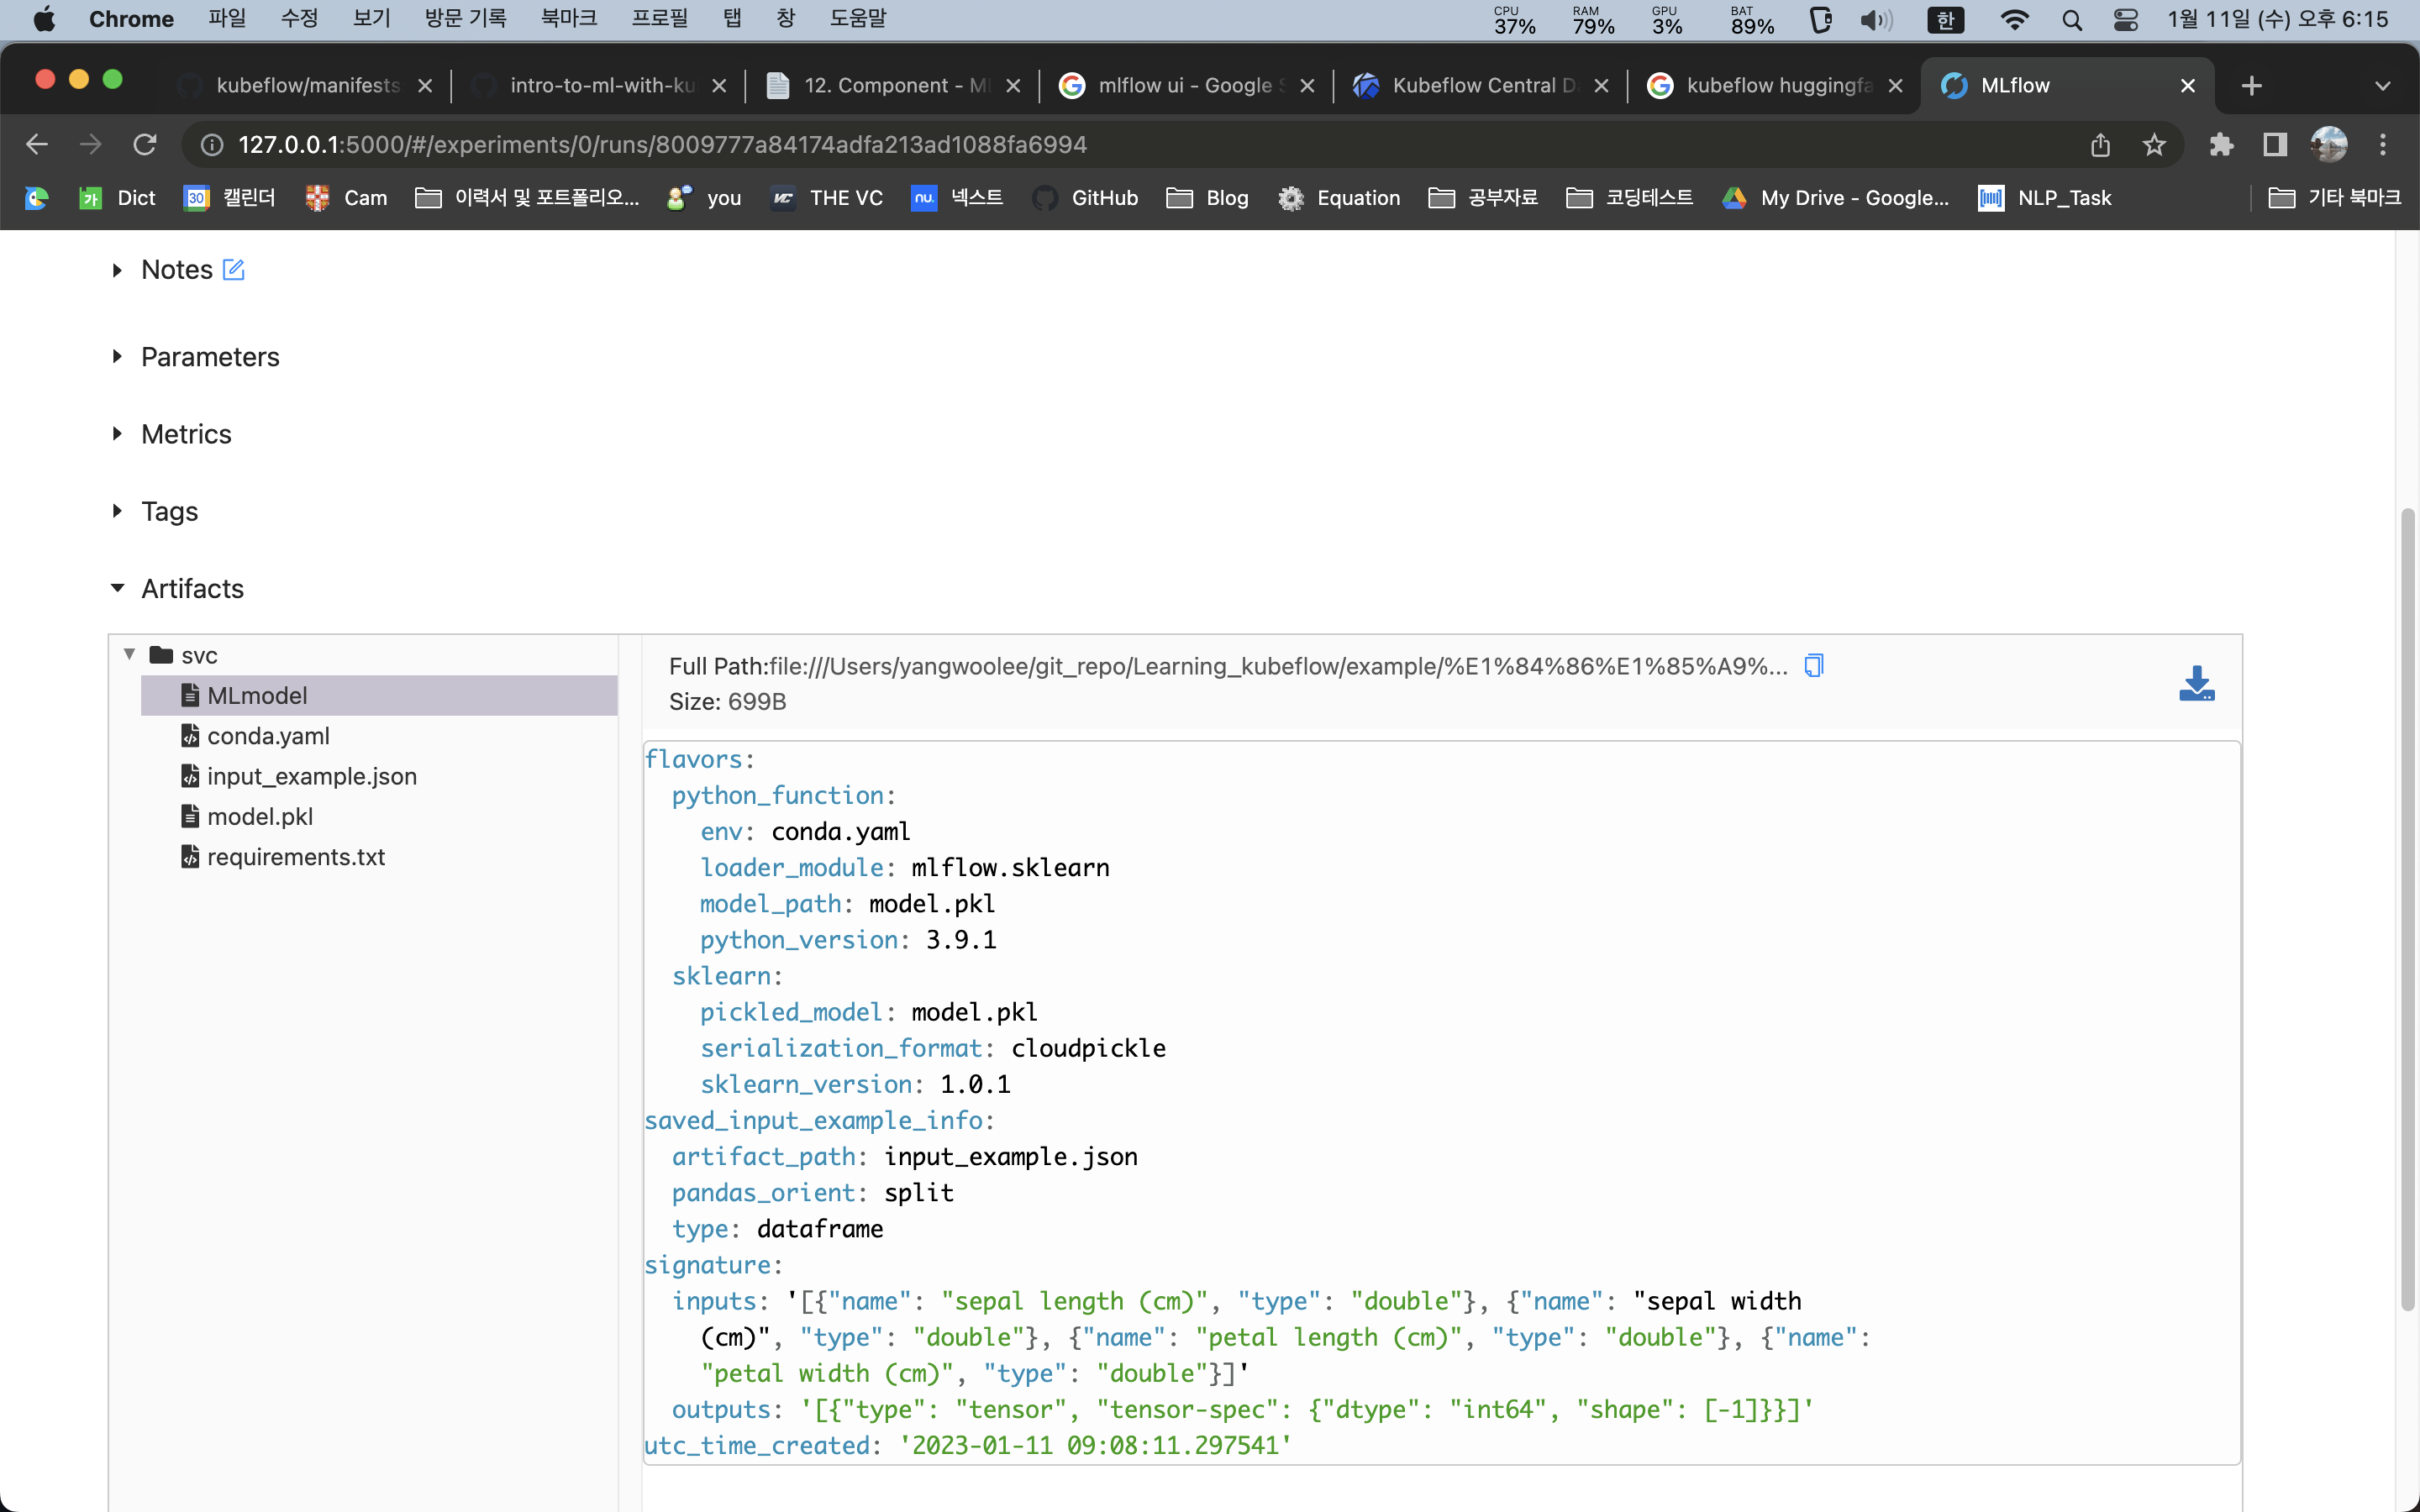 Chrome 파일 수정 보기 방문 기록 북마크 프로필 탭 창 도움말 CPU 37% RAM 79% GPU 3% BAT 89% 한 1월 11일 (수) 오후 6:15
kubeflow/manifests intro-to-ml-with-ku 12. Component - Ml mlflow ui - Google S Kubeflow Central D kubeflow huggingfa MLflow
127.0.0.1:5000/#/experiments/0/runs/8009777a84174adfa213ad1088fa6994
가 Dict 30 캘린더 Cam 이력서 및 포트폴리오... you VC THE VC nu. 넥스트 GitHub Blog Equation 공부자료 코딩테스트 My Drive - Google... NLP_Task 기타 북마크
Notes
Parameters
Metrics
Tags
Artifacts
svc
MLmodel
conda.yaml
input_example.json
model.pkl
requirements.txt
Full Path:file:///Users/yangwoolee/git_repo/Learning_kubeflow/example/%E1%84%86%E1%85%A9%...
Size: 699B
flavors:
python_function:
env: conda.yaml
loader_module: mlflow.sklearn
model_path: model.pkl
python_version: 3.9.1
sklearn:
pickled_model: model.pkl
serialization_format: cloudpickle
sklearn_version: 1.0.1
saved_input_example_info:
artifact_path: input_example.json
pandas_orient: split
type: dataframe
signature:
inputs: '[{"name": "sepal length (cm)", "type": "double"}, {"name": "sepal width
(cm)", "type": "double"}, {"name": "petal length (cm)", "type": "double"}, {"name":
"petal width (cm)", "type": "double"}]'
outputs: '[{"type": "tensor", "tensor-spec": {"dtype": "int64", "shape": [-1]}}]'
utc_time_created: '2023-01-11 09:08:11.297541'